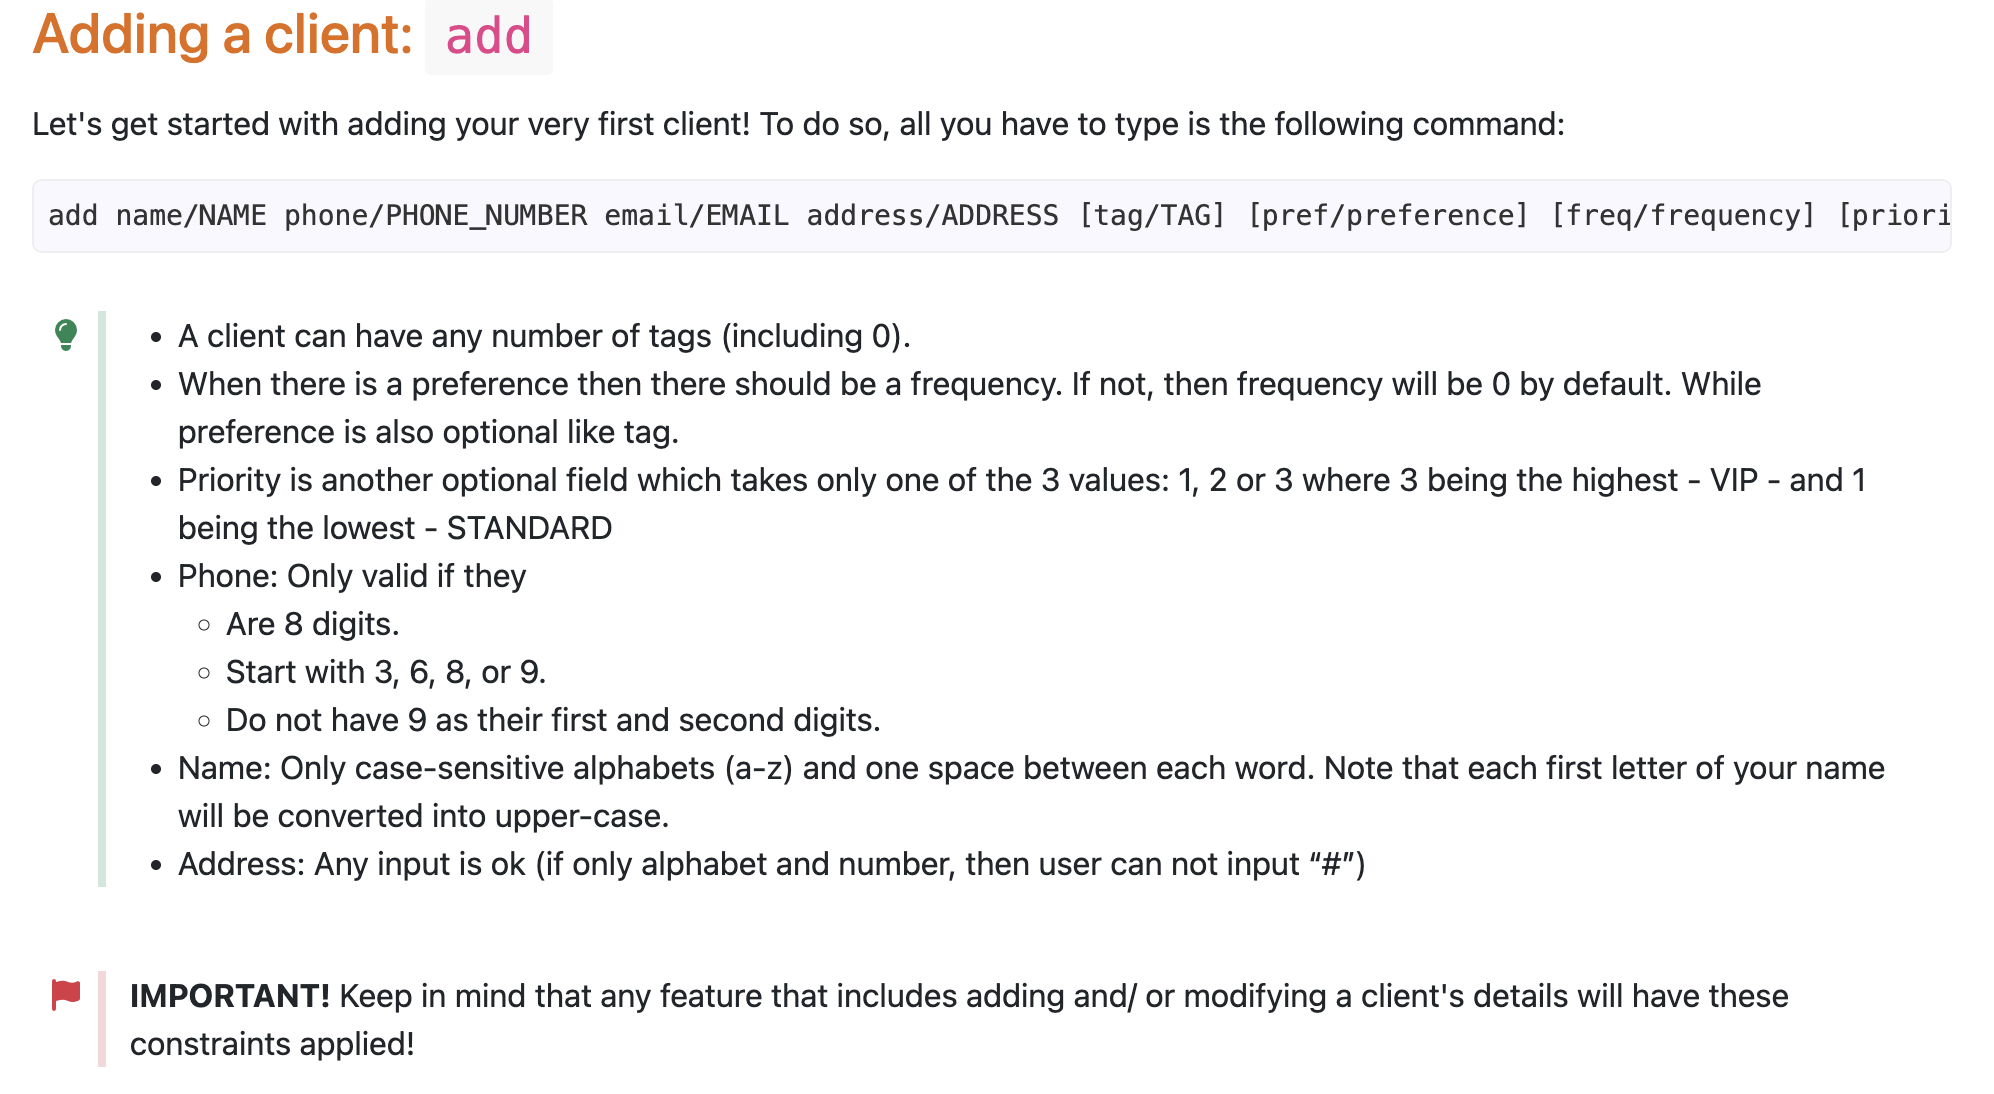 Adding a client: add
Let's get started with adding your very first client! To do so, all you have to type is the following command:
add name/NAME phone/PHONE_NUMBER email/EMAIL address/ADDRESS [tag/TAG] [pref/preference] [freq/frequency] [priori
• A client can have any number of tags (including 0).
• When there is a preference then there should be a frequency. If not, then frequency will be 0 by default. While
preference is also optional like tag.
• Priority is another optional field which takes only one of the 3 values: 1, 2 or 3 where 3 being the highest - VIP - and 1
being the lowest - STANDARD
• Phone: Only valid if they
◦ Are 8 digits.
◦ Start with 3, 6, 8, or 9.
◦ Do not have 9 as their first and second digits.
• Name: Only case-sensitive alphabets (a-z) and one space between each word. Note that each first letter of your name
will be converted into upper-case.
• Address: Any input is ok (if only alphabet and number, then user can not input “#”)
IMPORTANT! Keep in mind that any feature that includes adding and/ or modifying a client's details will have these
constraints applied!